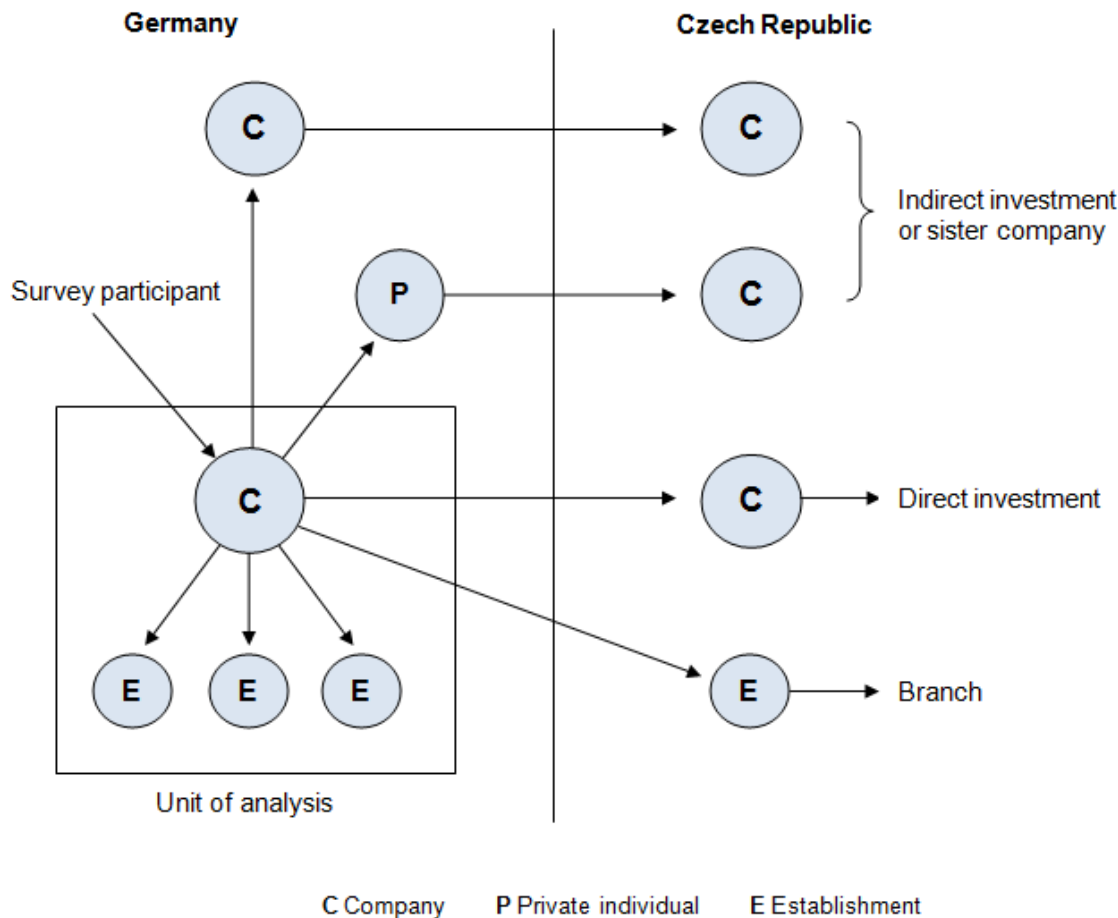 Germany
Czech Republic
C
C
Indirect investment
or sister company
Survey participant
P
C
C
C
Direct investment
E
E
E
E
Branch
Unit of analysis
C Company P Private individual E Establishment